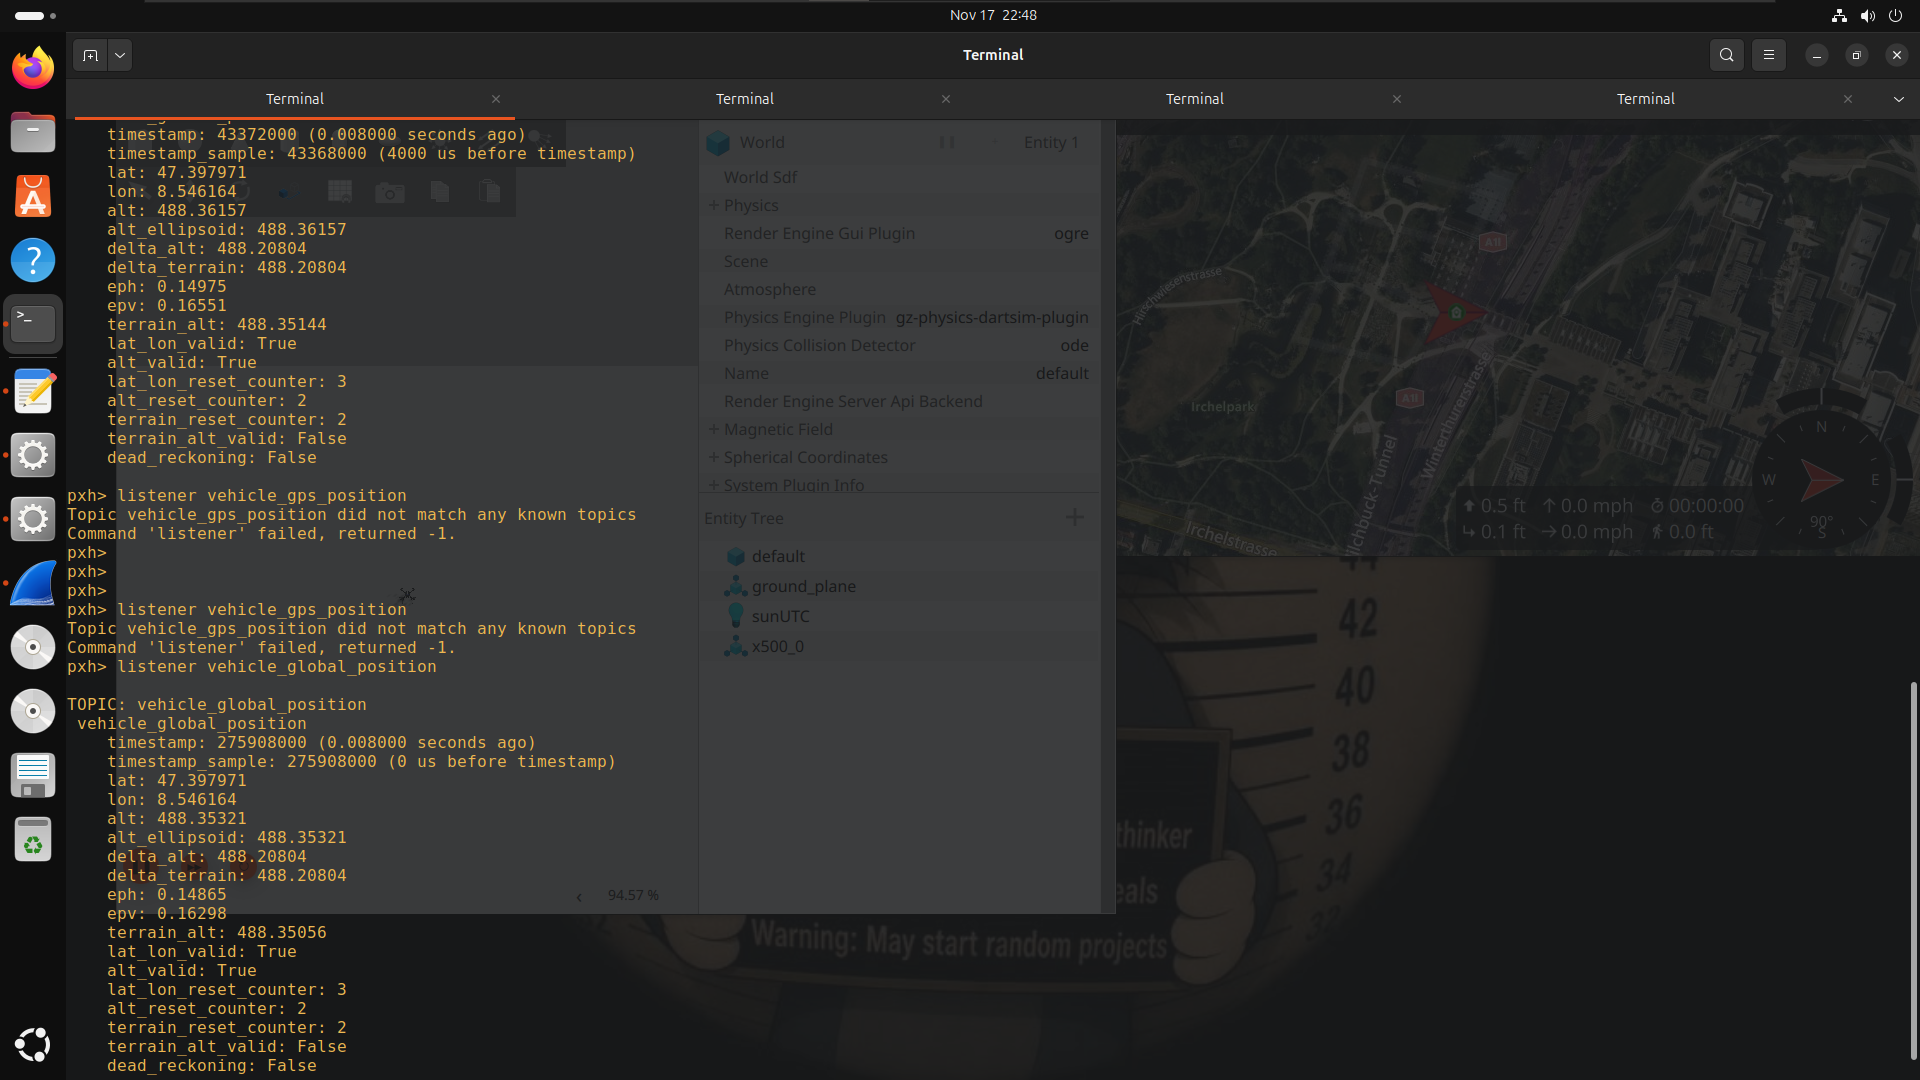 Nov 17 22:48
Terminal
Terminal
Terminal
Terminal
Terminal
timestamp: 43372000 (0.008000 seconds ago)
timestamp_sample: 43368000 (4000 us before timestamp)
lat: 47.397971
lon: 8.546164
alt: 488.36157
alt_ellipsoid: 488.36157
delta_alt: 488.20804
delta_terrain: 488.20804
eph: 0.14975
epv: 0.16551
terrain_alt: 488.35144
lat_lon_valid: True
alt_valid: True
lat_lon_reset_counter: 3
alt_reset_counter: 2
terrain_reset_counter: 2
terrain_alt_valid: False
dead_reckoning: False
pxh> listener vehicle_gps_position
Topic vehicle_gps_position did not match any known topics
Command 'listener' failed, returned -1.
pxh>
pxh>
pxh>
pxh> listener vehicle_gps_position
Topic vehicle_gps_position did not match any known topics
Command 'listener' failed, returned -1.
pxh> listener vehicle_global_position
TOPIC: vehicle_global_position
vehicle_global_position
timestamp: 275908000 (0.008000 seconds ago)
timestamp_sample: 275908000 (0 us before timestamp)
lat: 47.397971
lon: 8.546164
alt: 488.35321
alt_ellipsoid: 488.35321
delta_alt: 488.20804
delta_terrain: 488.20804
eph: 0.14865
epv: 0.16298
terrain_alt: 488.35056
lat_lon_valid: True
alt_valid: True
lat_lon_reset_counter: 3
alt_reset_counter: 2
terrain_reset_counter: 2
terrain_alt_valid: False
dead_reckoning: False
94.57 %
World
Entity 1
World Sdf
+ Physics
Render Engine Gui Plugin ogre
Scene
Atmosphere
Physics Engine Plugin gz-physics-dartsim-plugin
Physics Collision Detector ode
Name default
Render Engine Server Api Backend
+ Magnetic Field
+ Spherical Coordinates
+ System Plugin Info
Entity Tree
default
ground_plane
sunUTC
x500_0
Hirschwiesenstrasse
A1l
A1l
Irchelpark
Winterthurerstrasse
Milchbuck-Tunnel
Irchelstrasse
N
W E
S
90°
0.5 ft 0.0 mph 00:00:00
0.1 ft 0.0 mph 0.0 ft
44
42
40
38
36
34
32
thinker
eals
Warning: May start random projects